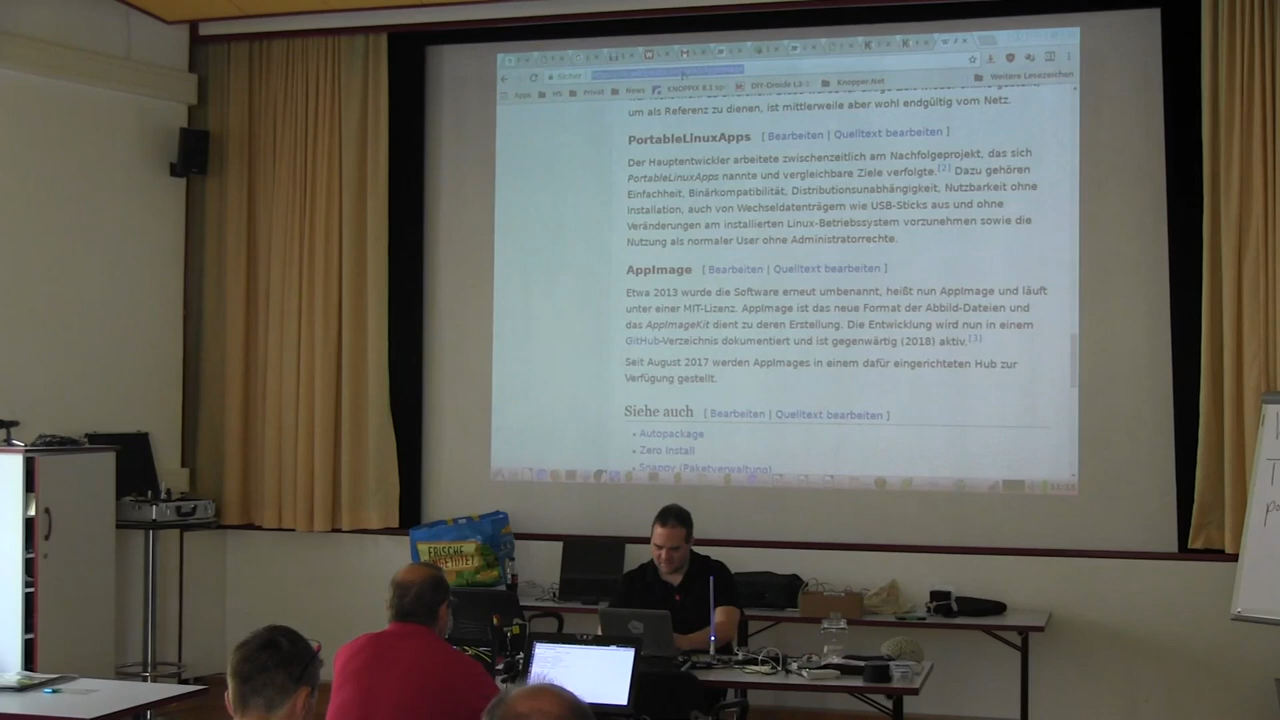 Sicher
Apps HS Privat News KNOPPIX 8.1 DIY-Droide L3- Knopper.Net Weitere Lesezeichen
um als Referenz zu dienen, ist mittlerweile aber wohl endgültig vom Netz.
PortableLinuxApps [ Bearbeiten | Quelltext bearbeiten ]
Der Hauptentwickler arbeitete zwischenzeitlich am Nachfolgeprojekt, das sich
PortableLinuxApps nannte und vergleichbare Ziele verfolgte.[2] Dazu gehören
Einfachheit, Binärkompatibilität, Distributionsunabhängigkeit, Nutzbarkeit ohne
Installation, auch von Wechseldatenträgern wie USB-Sticks aus und ohne
Veränderungen am installierten Linux-Betriebssystem vorzunehmen sowie die
Nutzung als normaler User ohne Administratorrechte.
AppImage [ Bearbeiten | Quelltext bearbeiten ]
Etwa 2013 wurde die Software erneut umbenannt, heißt nun AppImage und läuft
unter einer MIT-Lizenz. AppImage ist das neue Format der Abbild-Dateien und
das AppImageKit dient zu deren Erstellung. Die Entwicklung wird nun in einem
GitHub-Verzeichnis dokumentiert und ist gegenwärtig (2018) aktiv.[3]
Seit August 2017 werden AppImages in einem dafür eingerichteten Hub zur
Verfügung gestellt.
Siehe auch [ Bearbeiten | Quelltext bearbeiten ]
• Autopackage
• Zero Install
• Snappy (Paketverwaltung)
FRISCHE